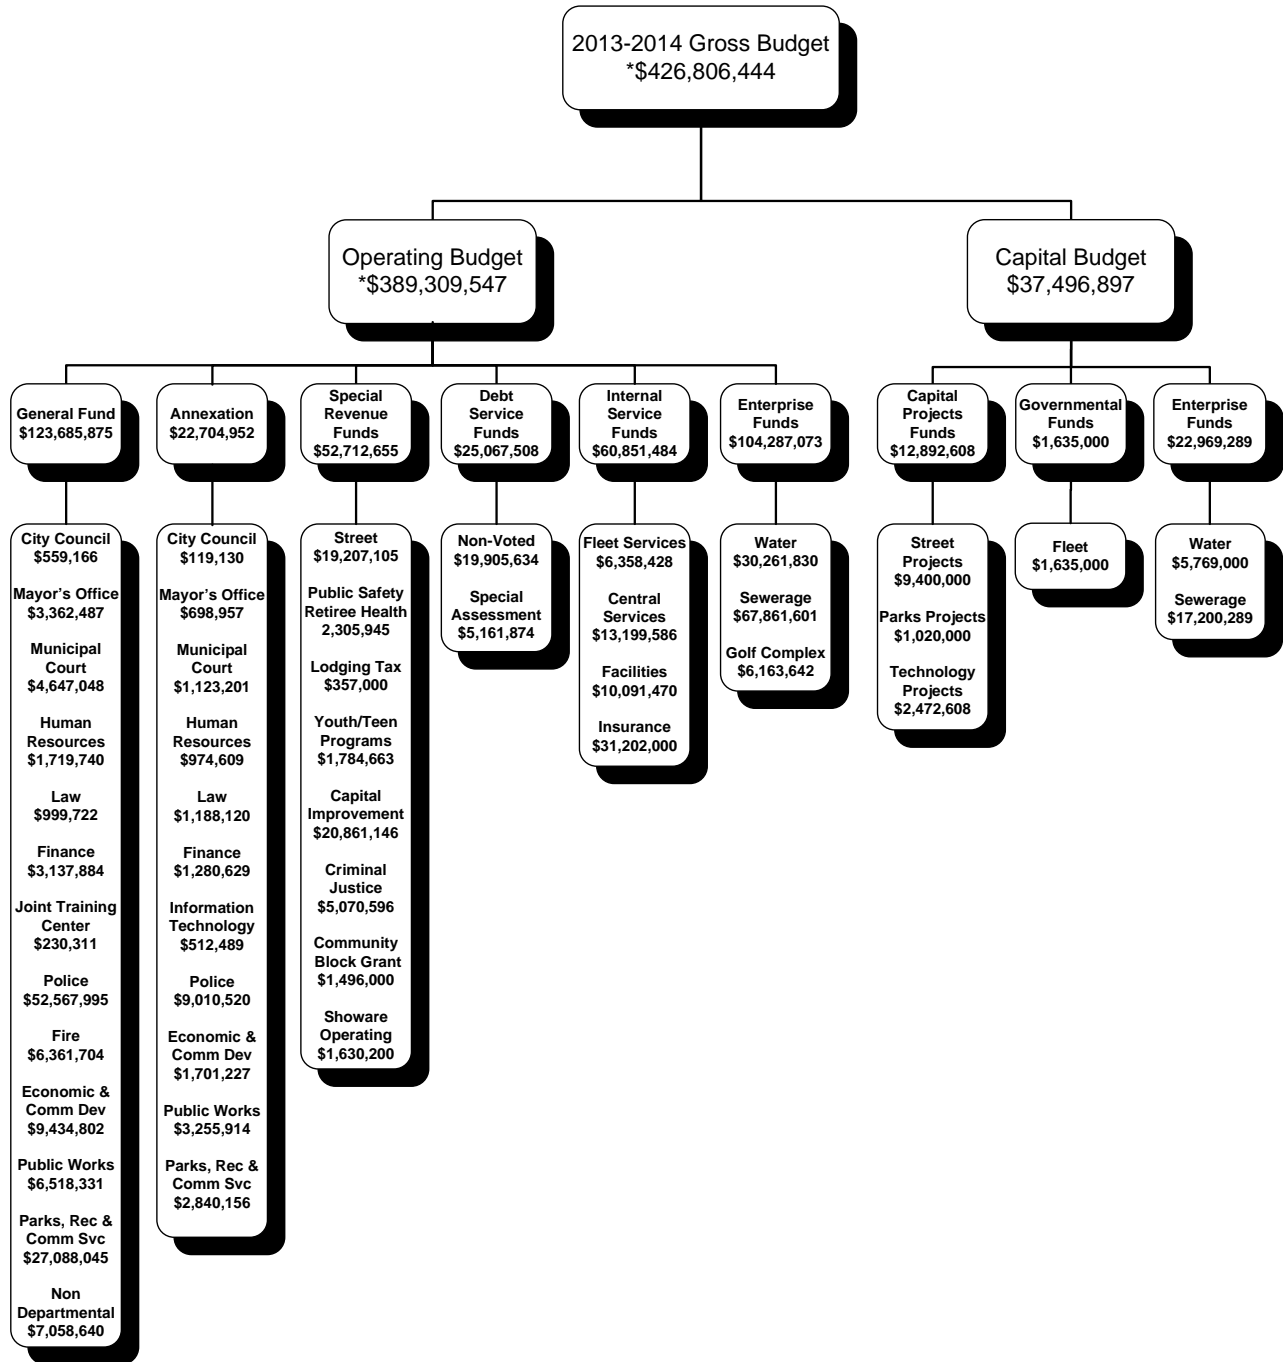 2013-2014 Gross Budget
*$426,806,444
Operating Budget
*$389,309,547
Capital Budget
$37,496,897
General Fund
$123,685,875
Annexation
$22,704,952
Special
Revenue
Funds
$52,712,655
Debt
Service
Funds
$25,067,508
Internal
Service
Funds
$60,851,484
Enterprise
Funds
$104,287,073
Capital
Projects
Funds
$12,892,608
Governmental
Funds
$1,635,000
Enterprise
Funds
$22,969,289
City Council
$559,166
Mayor's Office
$3,362,487
Municipal
Court
$4,647,048
Human
Resources
$1,719,740
Law
$999,722
Finance
$3,137,884
Joint Training
Center
$230,311
Police
$52,567,995
Fire
$6,361,704
Economic &
Comm Dev
$9,434,802
Public Works
$6,518,331
Parks, Rec &
Comm Svc
$27,088,045
Non
Departmental
$7,058,640
City Council
$119,130
Mayor's Office
$698,957
Municipal
Court
$1,123,201
Human
Resources
$974,609
Law
$1,188,120
Finance
$1,280,629
Information
Technology
$512,489
Police
$9,010,520
Economic &
Comm Dev
$1,701,227
Public Works
$3,255,914
Parks, Rec &
Comm Svc
$2,840,156
Street
$19,207,105
Public Safety
Retiree Health
2,305,945
Lodging Tax
$357,000
Youth/Teen
Programs
$1,784,663
Capital
Improvement
$20,861,146
Criminal
Justice
$5,070,596
Community
Block Grant
$1,496,000
Showare
Operating
$1,630,200
Non-Voted
$19,905,634
Special
Assessment
$5,161,874
Fleet Services
$6,358,428
Central
Services
$13,199,586
Facilities
$10,091,470
Insurance
$31,202,000
Water
$30,261,830
Sewerage
$67,861,601
Golf Complex
$6,163,642
Street
Projects
$9,400,000
Parks Projects
$1,020,000
Technology
Projects
$2,472,608
Fleet
$1,635,000
Water
$5,769,000
Sewerage
$17,200,289